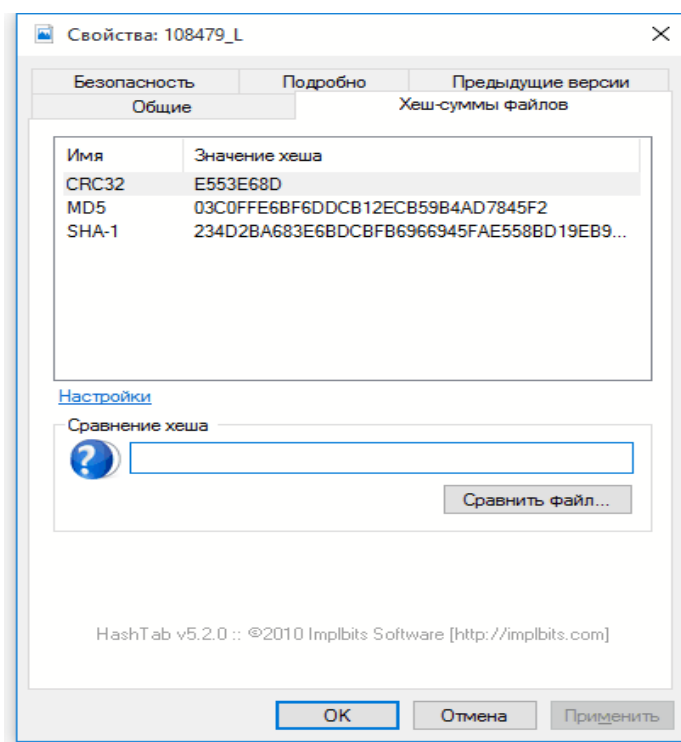 Свойства: 108479_L
Безопасность Подробно Предыдущие версии
Общие Хеш-суммы файлов
Имя Значение хеша
CRC32 E553E68D
MD5 03C0FFE6BF6DDCB12ECB59B4AD7845F2
SHA-1 234D2BA683E6BDCBFB6966945FAE558BD19EB9...
Настройки
Сравнение хеша
Сравнить файл...
HashTab v5.2.0 :: ©2010 Implbits Software [http://implbits.com]
OK Отмена Применить